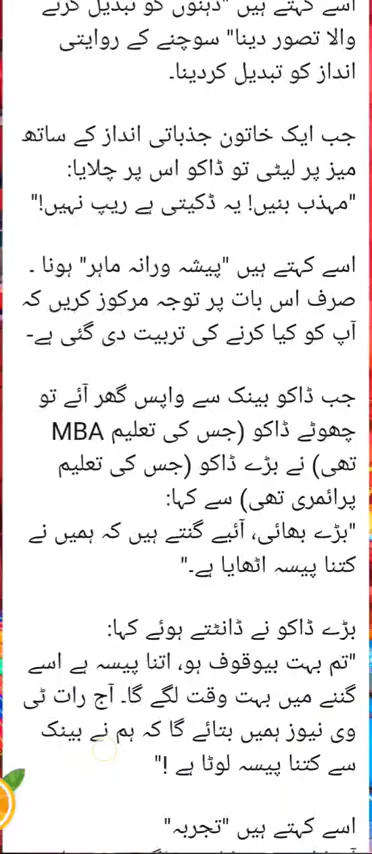 اسے کہتے ہیں "ذہنوں کو تبدیل کرنے
والا تصور دینا" سوچنے کے روایتی
انداز کو تبدیل کردینا۔
جب ایک خاتون جذباتی انداز کے ساتھ
میز پر لیٹی تو ڈاکو اس پر چلایا:
"مہذب بنیں! یہ ڈکیتی ہے ریپ نہیں!"
اسے کہتے ہیں "پیشہ ورانہ ماہر" ہونا ۔
صرف اس بات پر توجہ مرکوز کریں کہ
آپ کو کیا کرنے کی تربیت دی گئی ہے-
جب ڈاکو بینک سے واپس گھر آئے تو
چھوٹے ڈاکو (جس کی تعلیم MBA
تھی) نے بڑے ڈاکو (جس کی تعلیم
پرائمری تھی) سے کہا:
"بڑے بھائی، آئیے گنتے ہیں کہ ہمیں نے
کتنا پیسہ اٹھایا ہے۔"
بڑے ڈاکو نے ڈانٹتے ہوئے کہا:
"تم بہت بیوقوف ہو، اتنا پیسہ ہے اسے
گننے میں بہت وقت لگے گا۔ آج رات ٹی
وی نیوز ہمیں بتائے گا کہ ہم نے بینک
سے کتنا پیسہ لوٹا ہے !"
اسے کہتے ہیں "تجربہ"